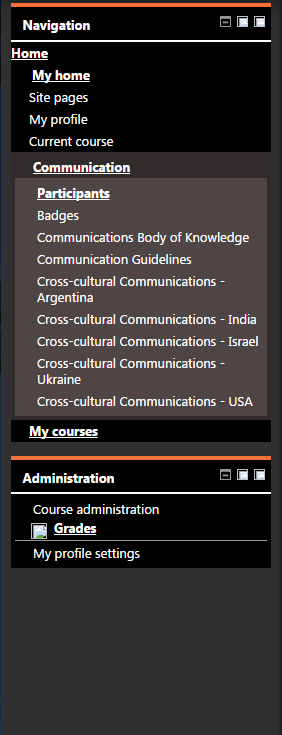 Navigation
Home
My home
Site pages
My profile
Current course
Communication
Participants
Badges
Communications Body of Knowledge
Communication Guidelines
Cross-cultural Communications -
Argentina
Cross-cultural Communications - India
Cross-cultural Communications - Israel
Cross-cultural Communications -
Ukraine
Cross-cultural Communications - USA
My courses
Administration
Course administration
Grades
My profile settings